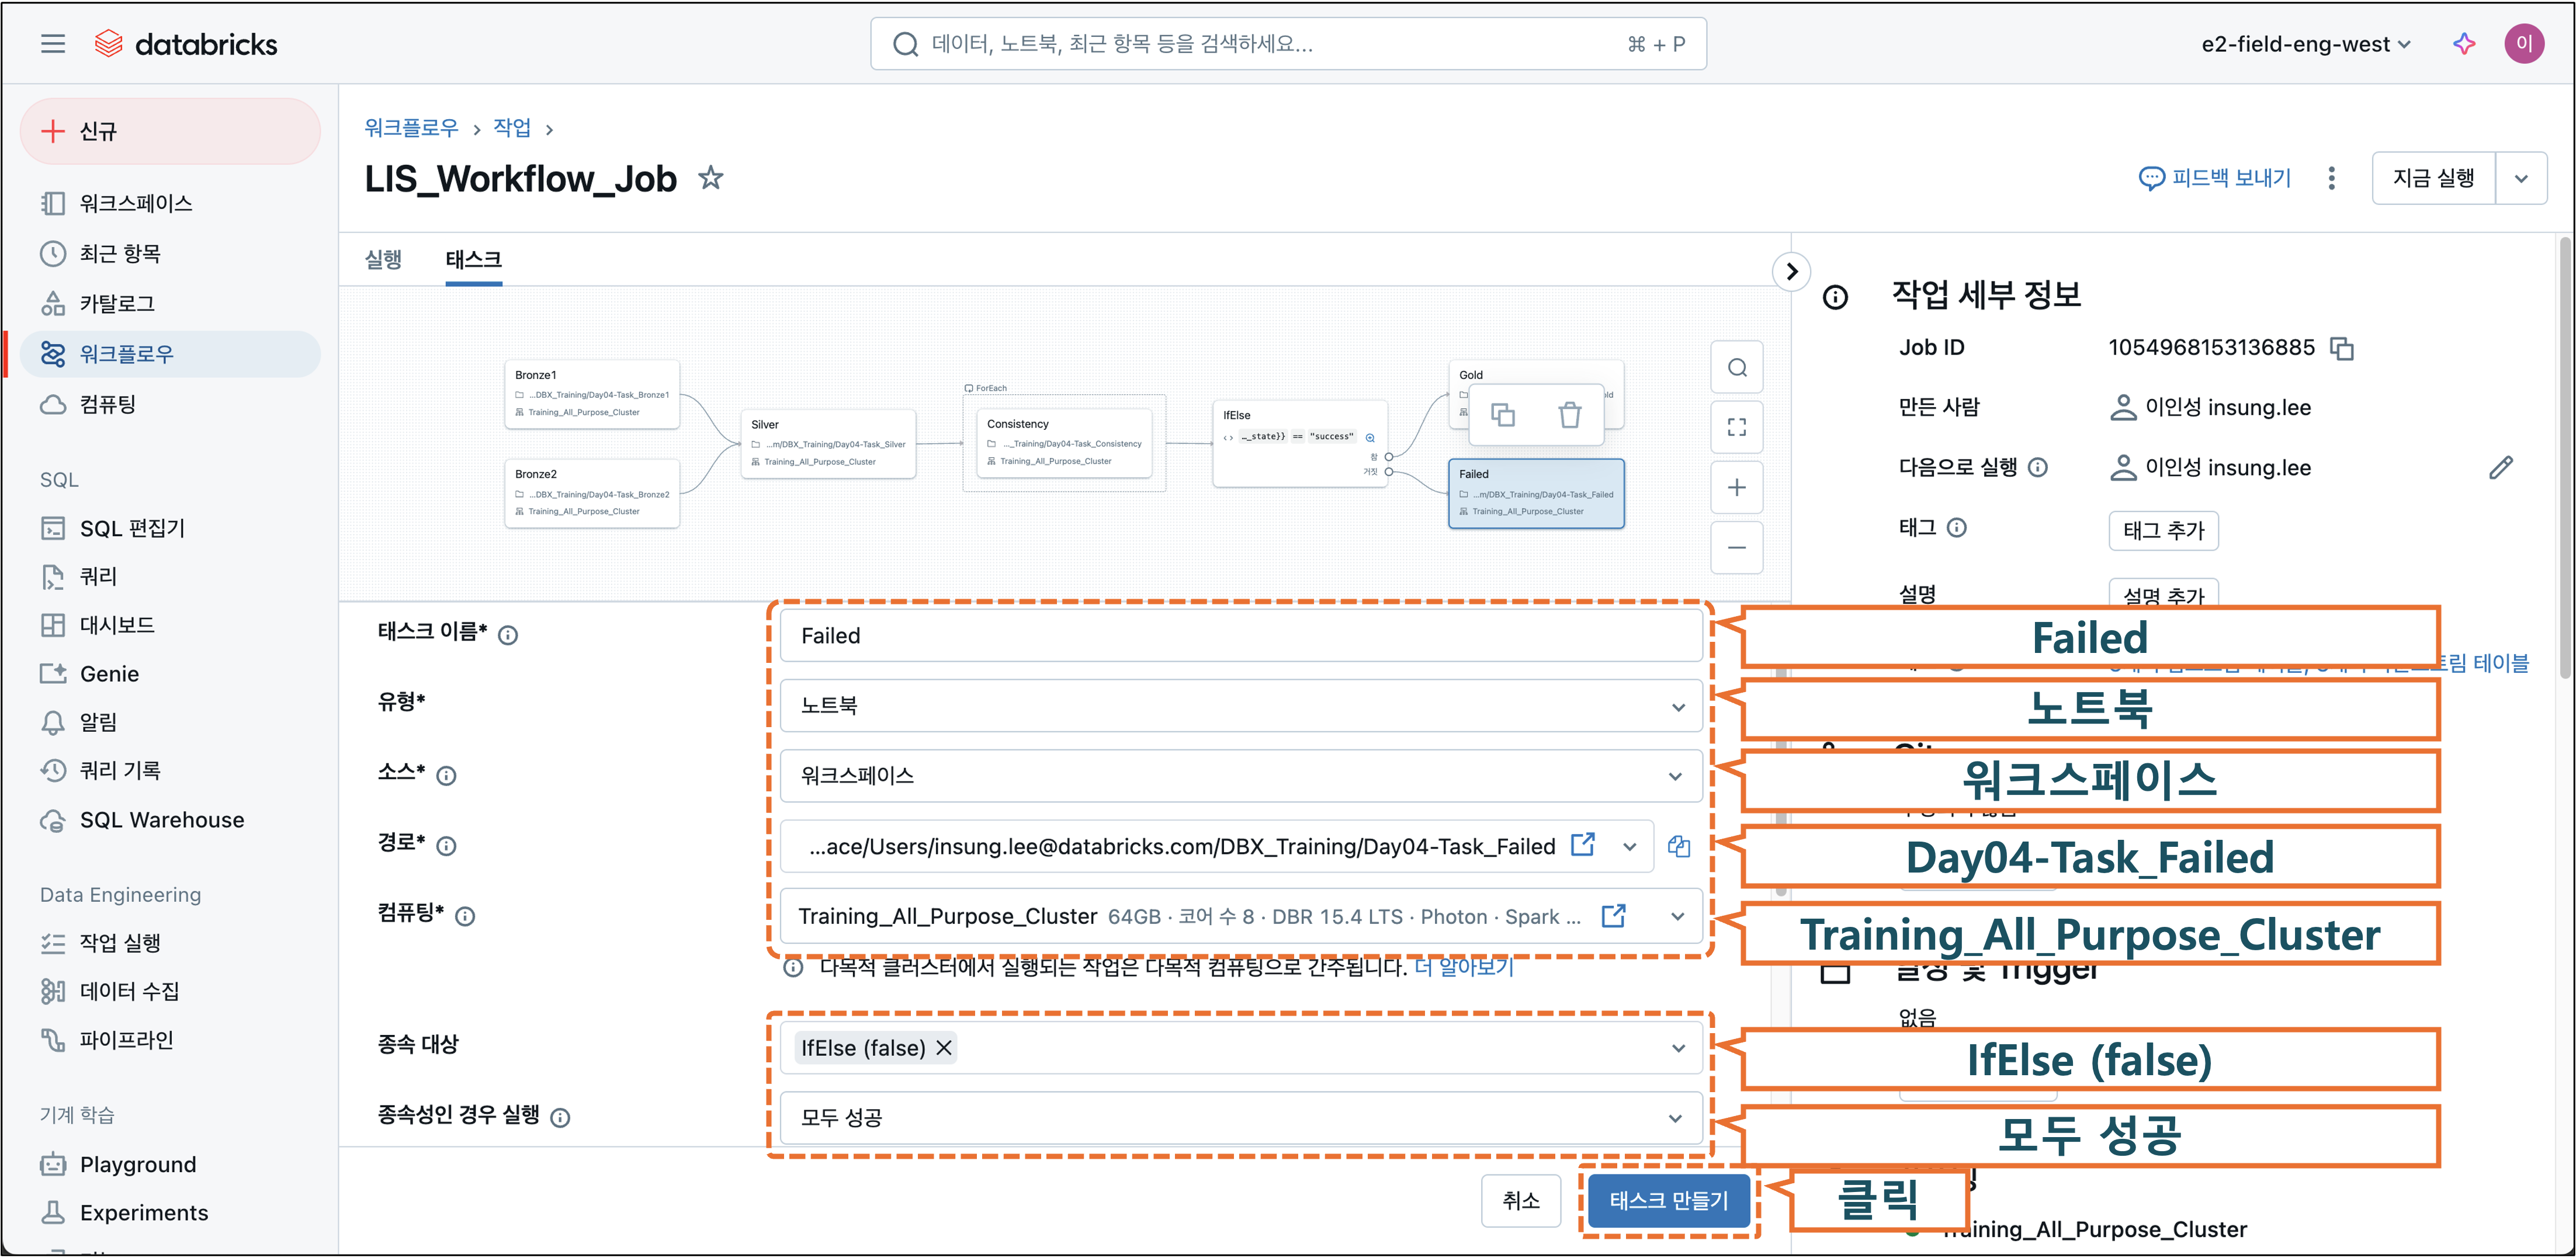 databricks
데이터, 노트북, 최근 항목 등을 검색하세요...
⌘ + P
e2-field-eng-west
이
신규
워크스페이스
최근 항목
카탈로그
워크플로우
컴퓨팅
SQL
SQL 편집기
쿼리
대시보드
Genie
알림
쿼리 기록
SQL Warehouse
Data Engineering
작업 실행
데이터 수집
파이프라인
기계 학습
Playground
Experiments
워크플로우 › 작업 ›
LIS_Workflow_Job
피드백 보내기
지금 실행
실행
태스크
Bronze1
...DBX_Training/Day04-Task_Bronze1
Training_All_Purpose_Cluster
Bronze2
...DBX_Training/Day04-Task_Bronze2
Training_All_Purpose_Cluster
Silver
...m/DBX_Training/Day04-Task_Silver
Training_All_Purpose_Cluster
ForEach
Consistency
..._Training/Day04-Task_Consistency
Training_All_Purpose_Cluster
IfElse
..._state}} == "success"
참
거짓
Gold
ld
Failed
...m/DBX_Training/Day04-Task_Failed
Training_All_Purpose_Cluster
작업 세부 정보
Job ID
1054968153136885
만든 사람
이인성 insung.lee
다음으로 실행
이인성 insung.lee
태그
태그 추가
설명
설명 추가
트림 테이블
없음
Training_All_Purpose_Cluster
태스크 이름*
Failed
유형*
노트북
소스*
워크스페이스
경로*
...ace/Users/insung.lee@databricks.com/DBX_Training/Day04-Task_Failed
컴퓨팅*
Training_All_Purpose_Cluster 64GB · 코어 수 8 · DBR 15.4 LTS · Photon · Spark ...
다목적 클러스터에서 실행되는 작업은 다목적 컴퓨팅으로 간주됩니다. 더 알아보기
종속 대상
IfElse (false)
종속성인 경우 실행
모두 성공
취소
태스크 만들기
Failed
노트북
워크스페이스
Day04-Task_Failed
Training_All_Purpose_Cluster
IfElse (false)
모두 성공
클릭